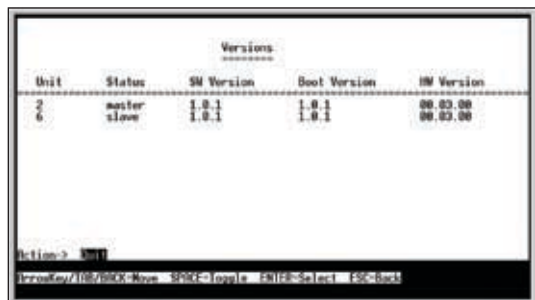 Versions
Unit Status SW Version Boot Version HW Version
2 master 1.0.1 1.0.1 00.03.00
6 slave 1.0.1 1.0.1 00.03.00
Action-> Quit
ArrowKey/TAB/BACK-Move SPACE-Toggle ENTER-Select ESC-Back